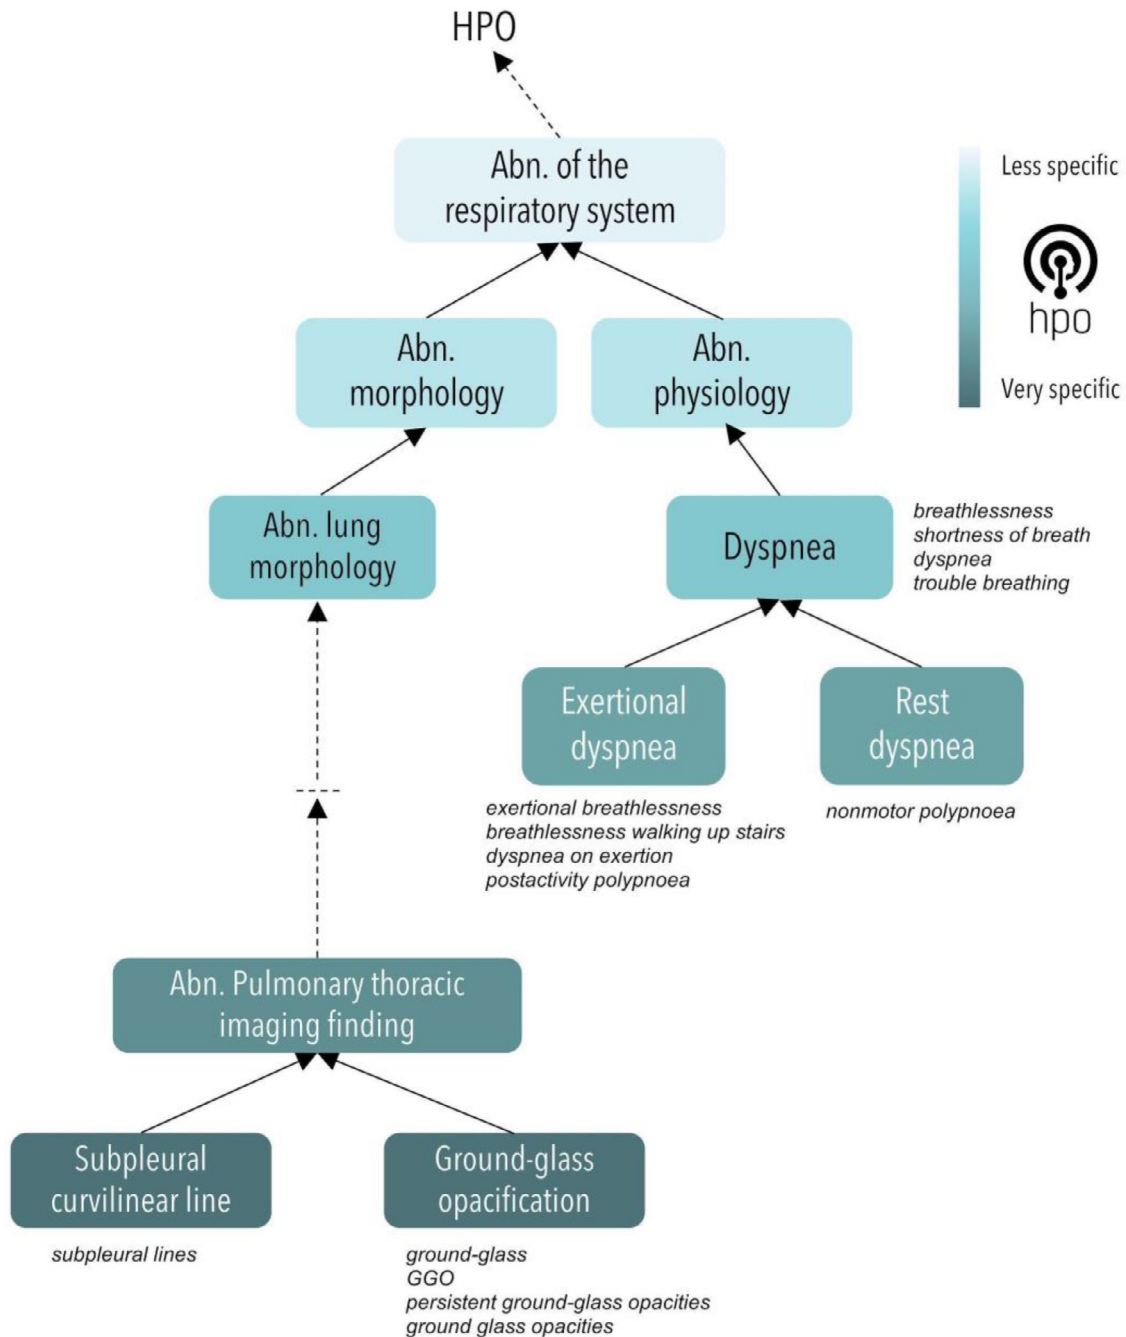 HPO
Abn. of the
respiratory system
Less specific
hpo
Very specific
Abn.
morphology
Abn.
physiology
Abn. lung
morphology
Dyspnea
breathlessness
shortness of breath
dyspnea
trouble breathing
Exertional
dyspnea
Rest
dyspnea
exertional breathlessness
breathlessness walking up stairs
dyspnea on exertion
postactivity polypnoea
nonmotor polypnoea
Abn. Pulmonary thoracic
imaging finding
Subpleural
curvilinear line
Ground-glass
opacification
subpleural lines
ground-glass
GGO
persistent ground-glass opacities
ground glass opacities